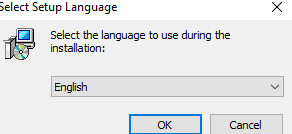 Select Setup Language
Select the language to use during the
installation:
English
OK
Cancel